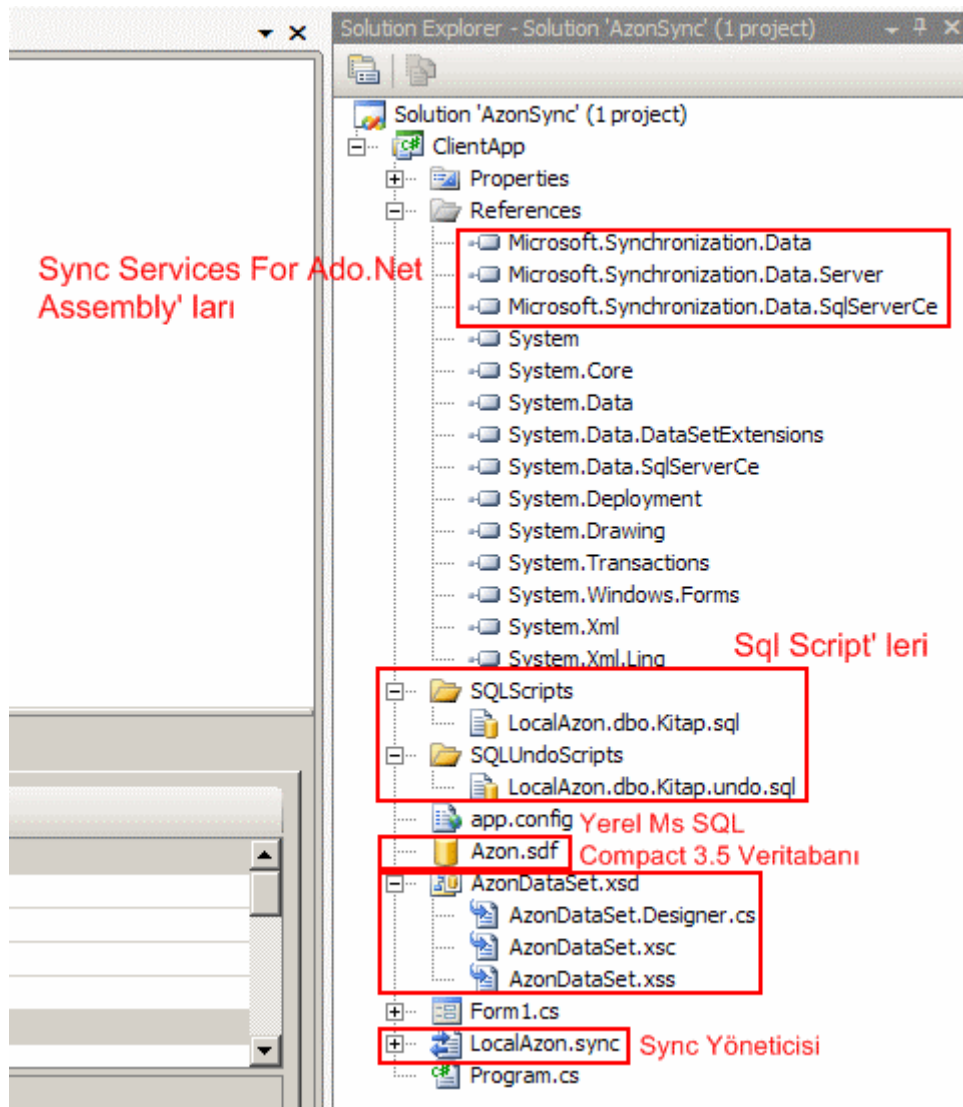 Solution Explorer - Solution 'AzonSync' (1 project)
Solution 'AzonSync' (1 project)
ClientApp
Properties
References
Microsoft.Synchronization.Data
Sync Services For Ado.Net
Assembly' ları
Microsoft.Synchronization.Data.Server
Microsoft.Synchronization.Data.SqlServerCe
System
System.Core
System.Data
System.Data.DataSetExtensions
System.Data.SqlServerCe
System.Deployment
System.Drawing
System.Transactions
System.Windows.Forms
System.Xml
System.Xml.Linq
Sql Script' leri
SQLScripts
LocalAzon.dbo.Kitap.sql
SQLUndoScripts
LocalAzon.dbo.Kitap.undo.sql
app.config
Yerel Ms SQL
Compact 3.5 Veritabanı
Azon.sdf
AzonDataSet.xsd
AzonDataSet.Designer.cs
AzonDataSet.xsc
AzonDataSet.xss
Form1.cs
LocalAzon.sync
Sync Yöneticisi
Program.cs